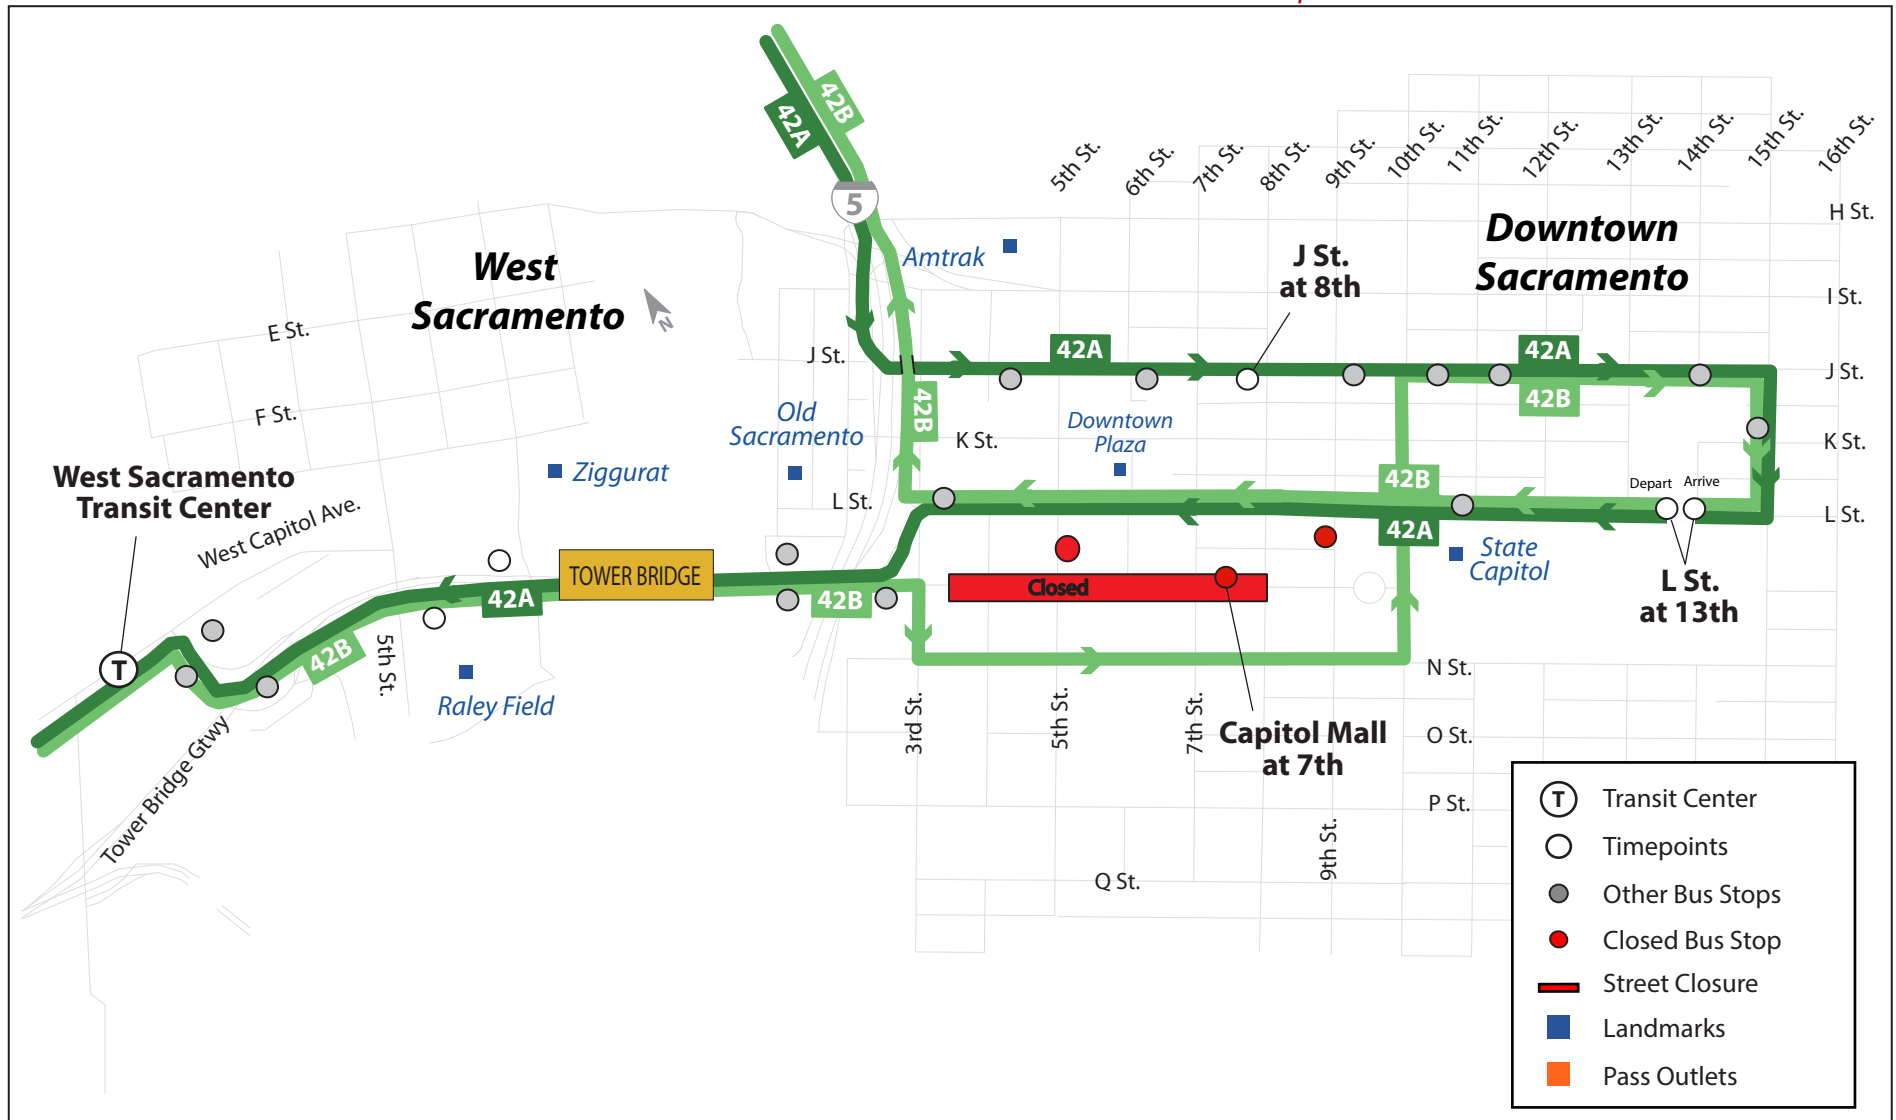 42A
42B
5
5th St.
6th St.
7th St.
8th St.
9th St.
10th St.
11th St.
12th St.
13th St.
14th St.
15th St.
16th St.
H St.
Downtown
Sacramento
West
Sacramento
N
Amtrak
J St.
at 8th
I St.
E St.
J St.
42A
42A
J St.
42B
42B
F St.
Old
Sacramento
Downtown
Plaza
K St.
K St.
West Sacramento
Transit Center
Ziggurat
42B
Depart
Arrive
L St.
L St.
West Capitol Ave.
42A
State
Capitol
TOWER BRIDGE
Closed
L St.
at 13th
42A
42B
42B
T
5th St.
N St.
Raley Field
3rd St.
5th St.
7th St.
Capitol Mall
at 7th
O St.
Tower Bridge Gtwy
P St.
9th St.
Q St.
T
Transit Center
Timepoints
Other Bus Stops
Closed Bus Stop
Street Closure
Landmarks
Pass Outlets